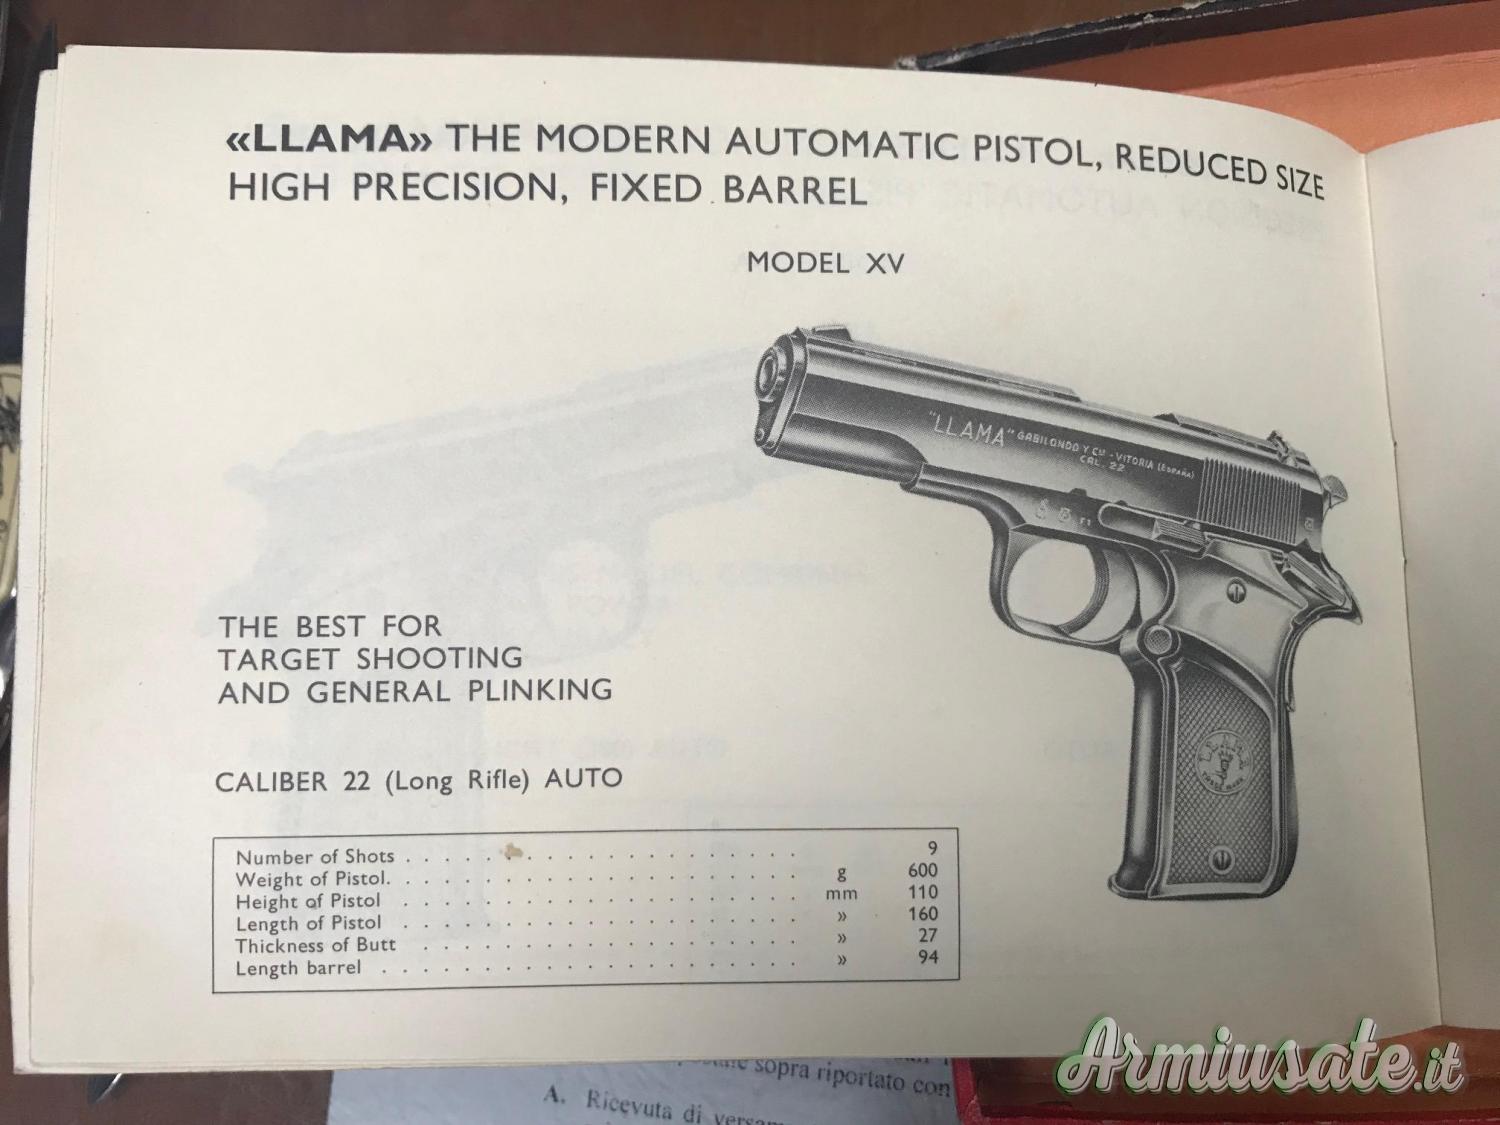 «LLAMA» THE MODERN AUTOMATIC PISTOL, REDUCED SIZE
HIGH PRECISION, FIXED BARREL
MODEL XV
"LLAMA" GABILONDO Y Cía - VITORIA (ESPAÑA)
CAL. 22
THE BEST FOR
TARGET SHOOTING
AND GENERAL PLINKING
CALIBER 22 (Long Rifle) AUTO
Number of Shots . . . . . . . . . . . . . . . . . . 9
Weight of Pistol. . . . . . . . . . . . . . . . . . g 600
Height of Pistol . . . . . . . . . . . . . . . . . . mm 110
Length of Pistol . . . . . . . . . . . . . . . . . . » 160
Thickness of Butt . . . . . . . . . . . . . . . . . . » 27
Length barrel . . . . . . . . . . . . . . . . . . » 94
sopra riportato con
A. Ricevuta di
Armiusate.it